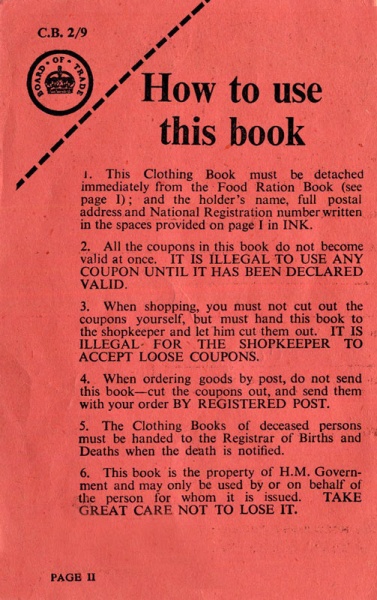 C.B. 2/9
BOARD · OF · TRADE
How to use
this book
1. This Clothing Book must be detached
immediately from the Food Ration Book (see
page I); and the holder's name, full postal
address and National Registration number written
in the spaces provided on page I in INK.
2. All the coupons in this book do not become
valid at once. IT IS ILLEGAL TO USE ANY
COUPON UNTIL IT HAS BEEN DECLARED
VALID.
3. When shopping, you must not cut out the
coupons yourself, but must hand this book to
the shopkeeper and let him cut them out. IT IS
ILLEGAL FOR THE SHOPKEEPER TO
ACCEPT LOOSE COUPONS.
4. When ordering goods by post, do not send
this book—cut the coupons out, and send them
with your order BY REGISTERED POST.
5. The Clothing Books of deceased persons
must be handed to the Registrar of Births and
Deaths when the death is notified.
6. This book is the property of H.M. Govern-
ment and may only be used by or on behalf of
the person for whom it is issued. TAKE
GREAT CARE NOT TO LOSE IT.
PAGE II